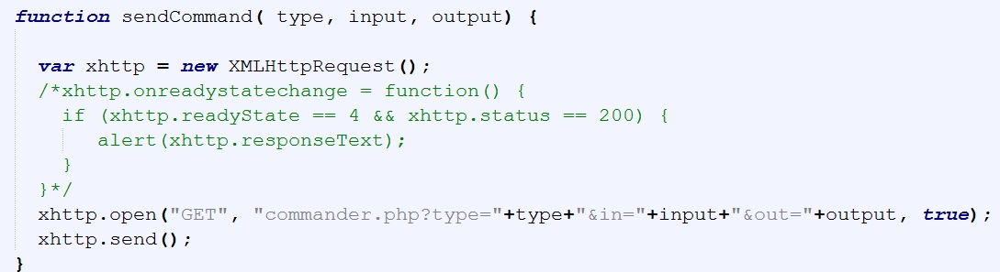 function sendCommand( type, input, output) {
var xhttp = new XMLHttpRequest();
/*xhttp.onreadystatechange = function() {
if (xhttp.readyState == 4 && xhttp.status == 200) {
alert(xhttp.responseText);
}
}*/
xhttp.open("GET", "commander.php?type="+type+"&in="+input+"&out="+output, true);
xhttp.send();
}